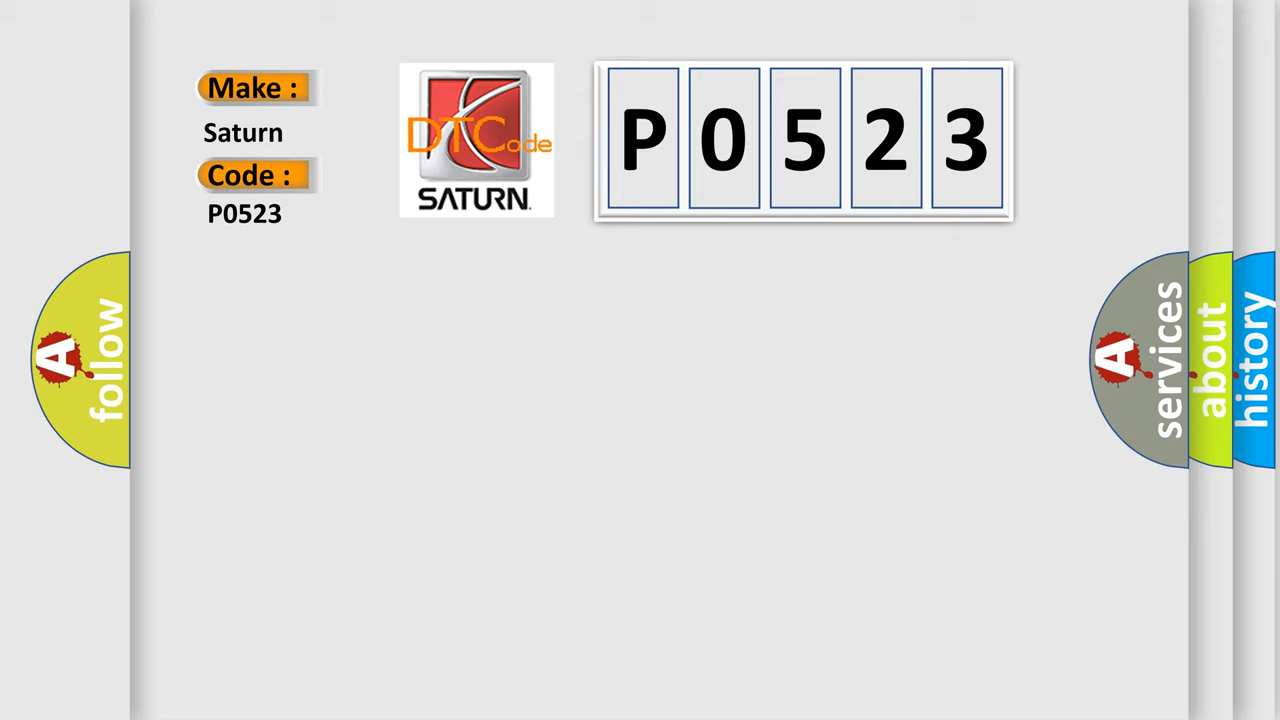 Make :
Saturn
Code :
P0523
DTCode
SATURN.
P 0 5 2 3
A follow
A services
about
history